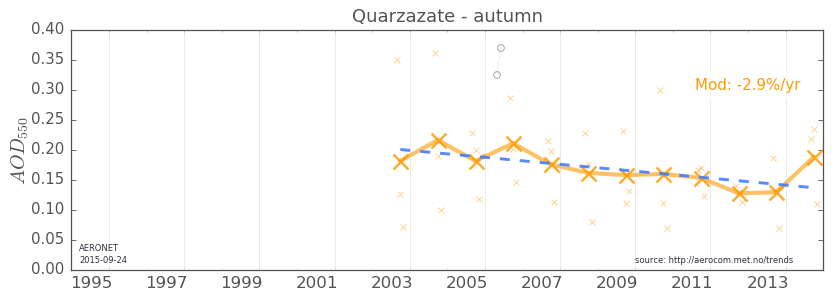 Quarzazate - autumn
0.40
0.35
0.30
0.25
0.20
0.15
0.10
0.05
0.00
AOD550
Mod: -2.9%/yr
AERONET
2015-09-24
source: http://aerocom.met.no/trends
1995 1997 1999 2001 2003 2005 2007 2009 2011 2013